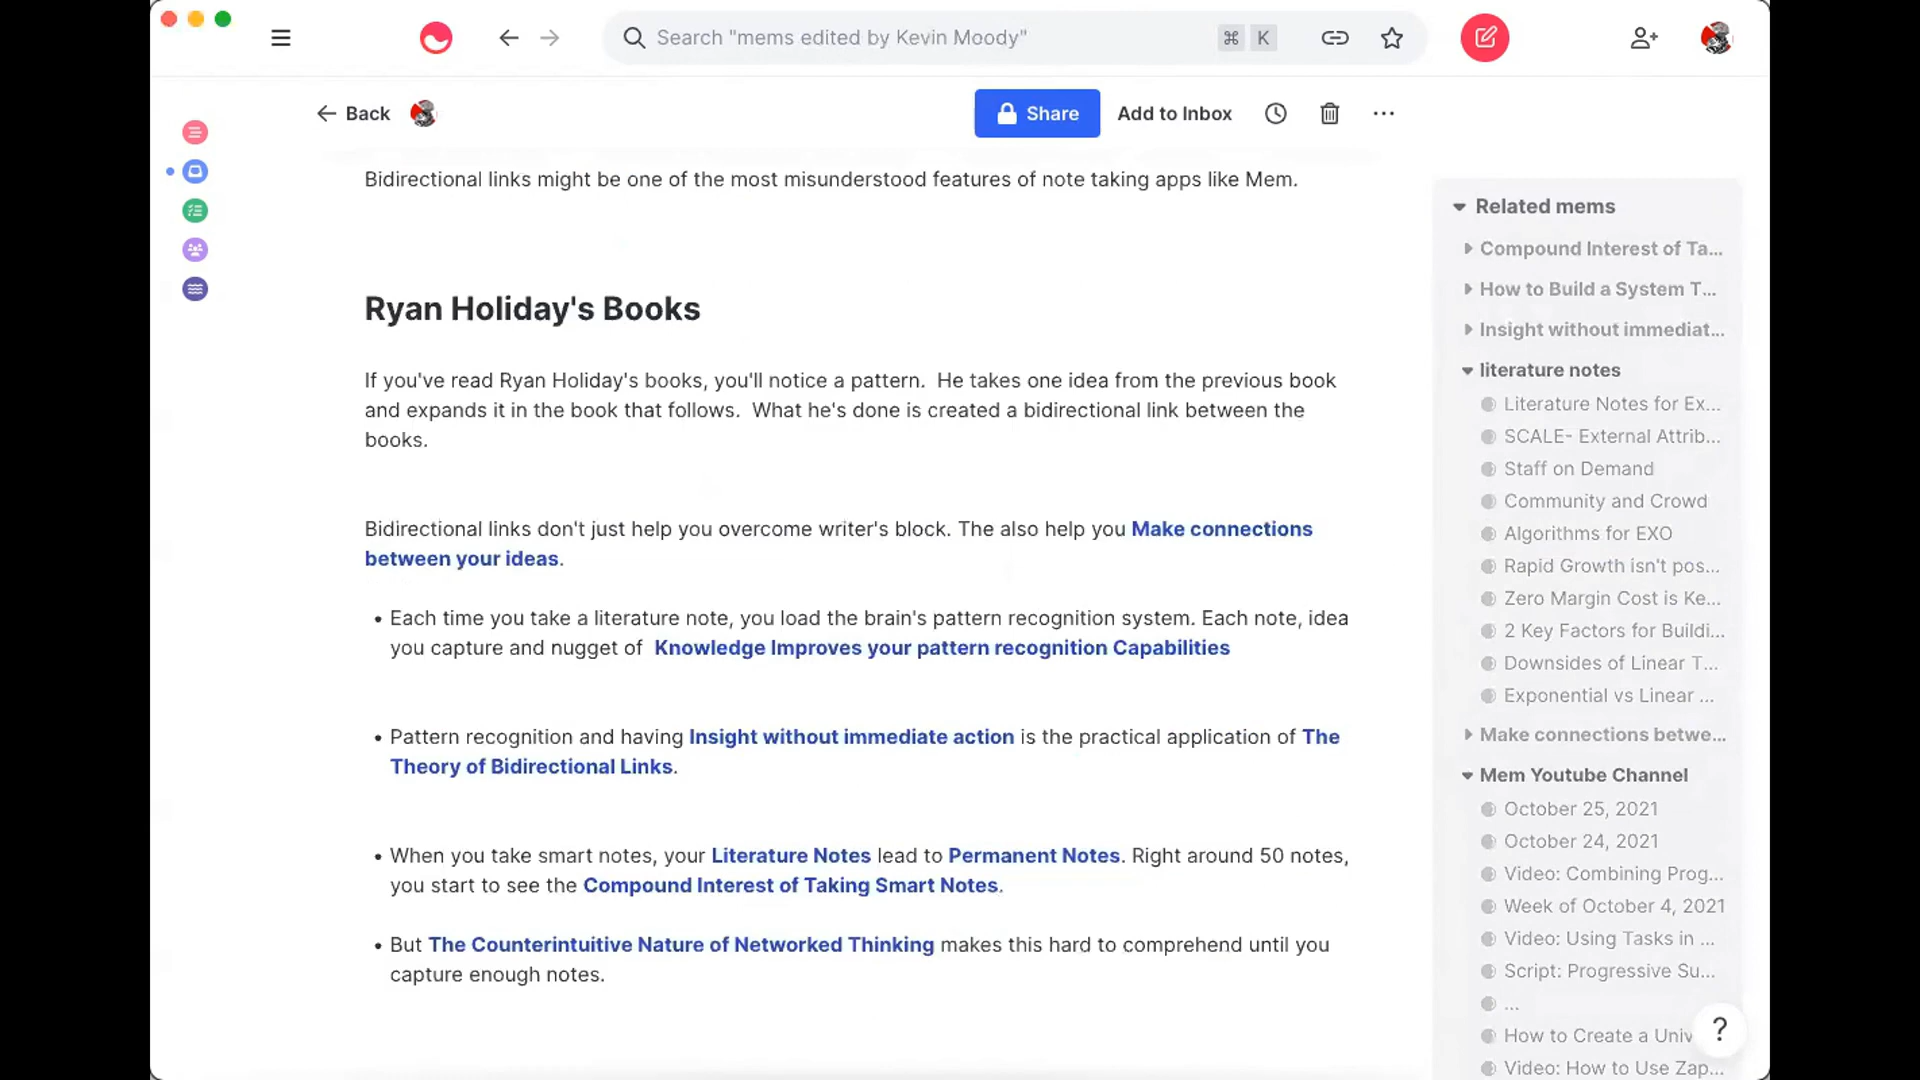 Search "mems edited by Kevin Moody"
⌘ K
Back
Share
Add to Inbox
Bidirectional links might be one of the most misunderstood features of note taking apps like Mem.
Ryan Holiday's Books
If you've read Ryan Holiday's books, you'll notice a pattern.  He takes one idea from the previous book
and expands it in the book that follows.  What he's done is created a bidirectional link between the
books.
Bidirectional links don't just help you overcome writer's block. The also help you Make connections
between your ideas.
• Each time you take a literature note, you load the brain's pattern recognition system. Each note, idea
you capture and nugget of  Knowledge Improves your pattern recognition Capabilities
• Pattern recognition and having Insight without immediate action is the practical application of The
Theory of Bidirectional Links.
• When you take smart notes, your Literature Notes lead to Permanent Notes. Right around 50 notes,
you start to see the Compound Interest of Taking Smart Notes.
• But The Counterintuitive Nature of Networked Thinking makes this hard to comprehend until you
capture enough notes.
Related mems
Compound Interest of Ta...
How to Build a System T...
Insight without immediat...
literature notes
Literature Notes for Ex...
SCALE- External Attrib...
Staff on Demand
Community and Crowd
Algorithms for EXO
Rapid Growth isn't pos...
Zero Margin Cost is Ke...
2 Key Factors for Buildi...
Downsides of Linear T...
Exponential vs Linear ...
Make connections betwe...
Mem Youtube Channel
October 25, 2021
October 24, 2021
Video: Combining Prog...
Week of October 4, 2021
Video: Using Tasks in ...
Script: Progressive Su...
...
How to Create a Univ
Video: How to Use Zap...
?